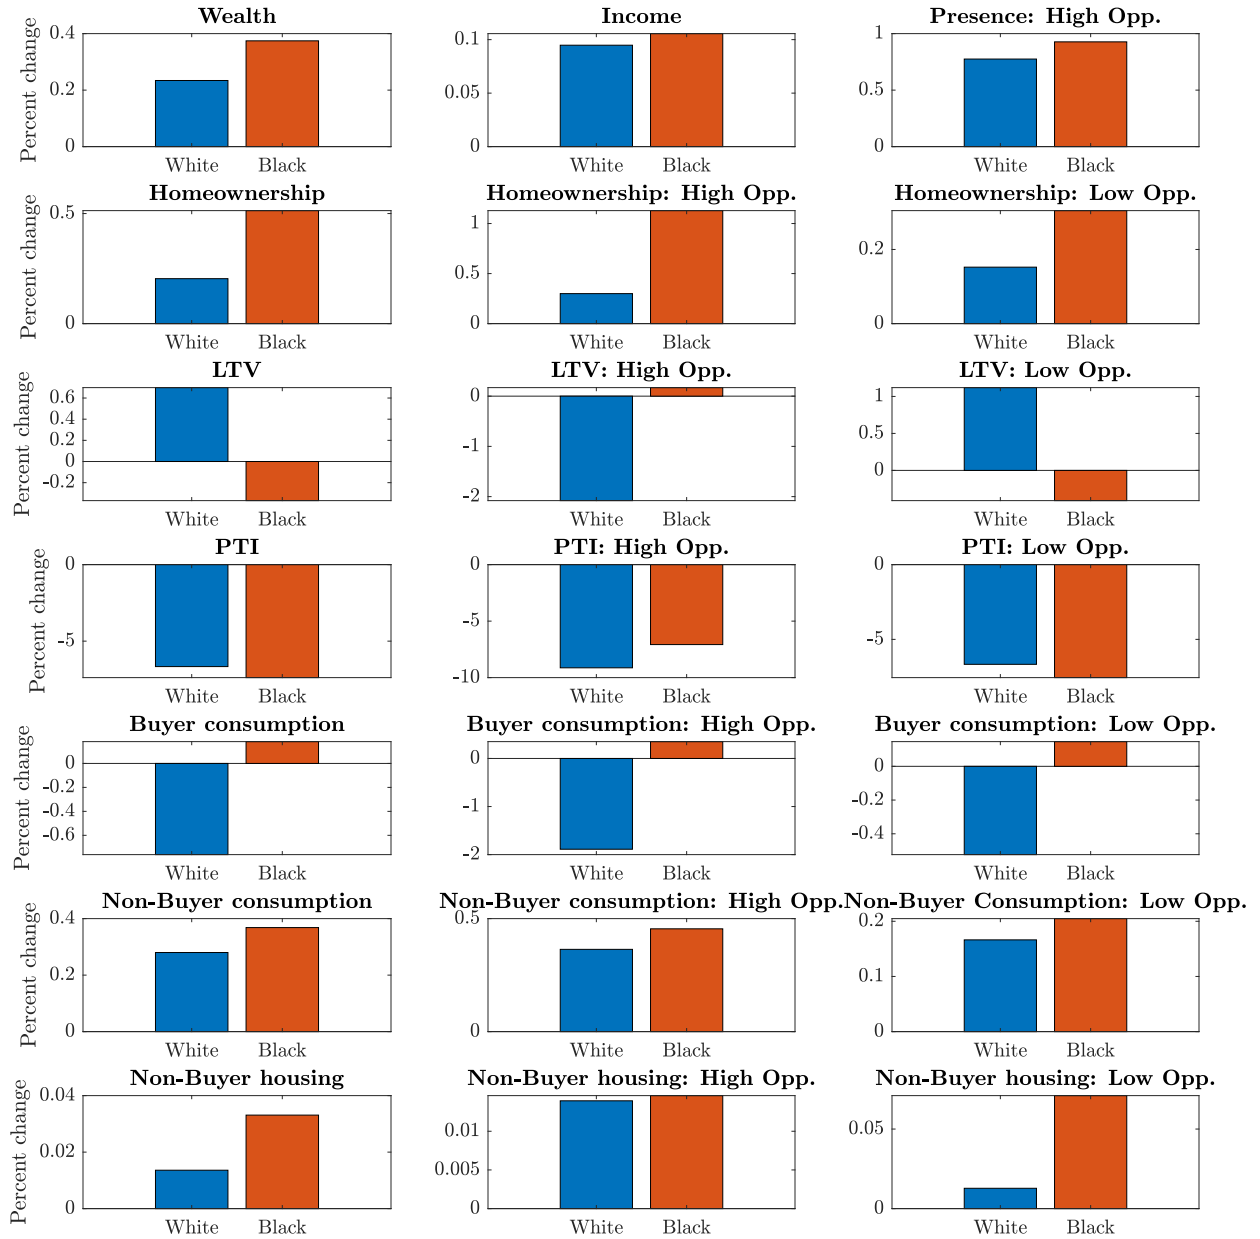 Wealth
Percent change
0.4
0.2
0
White Black
Income
0.1
0.05
0
White Black
Presence: High Opp.
1
0.5
0
White Black
Homeownership
Percent change
0.5
0
White Black
Homeownership: High Opp.
1
0.5
0
White Black
Homeownership: Low Opp.
0.2
0
White Black
LTV
Percent change
0.6
0.4
0.2
0
-0.2
White Black
LTV: High Opp.
0
-1
-2
White Black
LTV: Low Opp.
1
0.5
0
White Black
PTI
Percent change
0
-5
White Black
PTI: High Opp.
0
-5
-10
White Black
PTI: Low Opp.
0
-5
White Black
Buyer consumption
Percent change
0
-0.2
-0.4
-0.6
White Black
Buyer consumption: High Opp.
0
-1
-2
White Black
Buyer consumption: Low Opp.
0
-0.2
-0.4
White Black
Non-Buyer consumption
Percent change
0.4
0.2
0
White Black
Non-Buyer consumption: High Opp.
0.5
0
White Black
Non-Buyer Consumption: Low Opp.
0.2
0.1
0
White Black
Non-Buyer housing
Percent change
0.04
0.02
0
White Black
Non-Buyer housing: High Opp.
0.01
0.005
0
White Black
Non-Buyer housing: Low Opp.
0.05
0
White Black